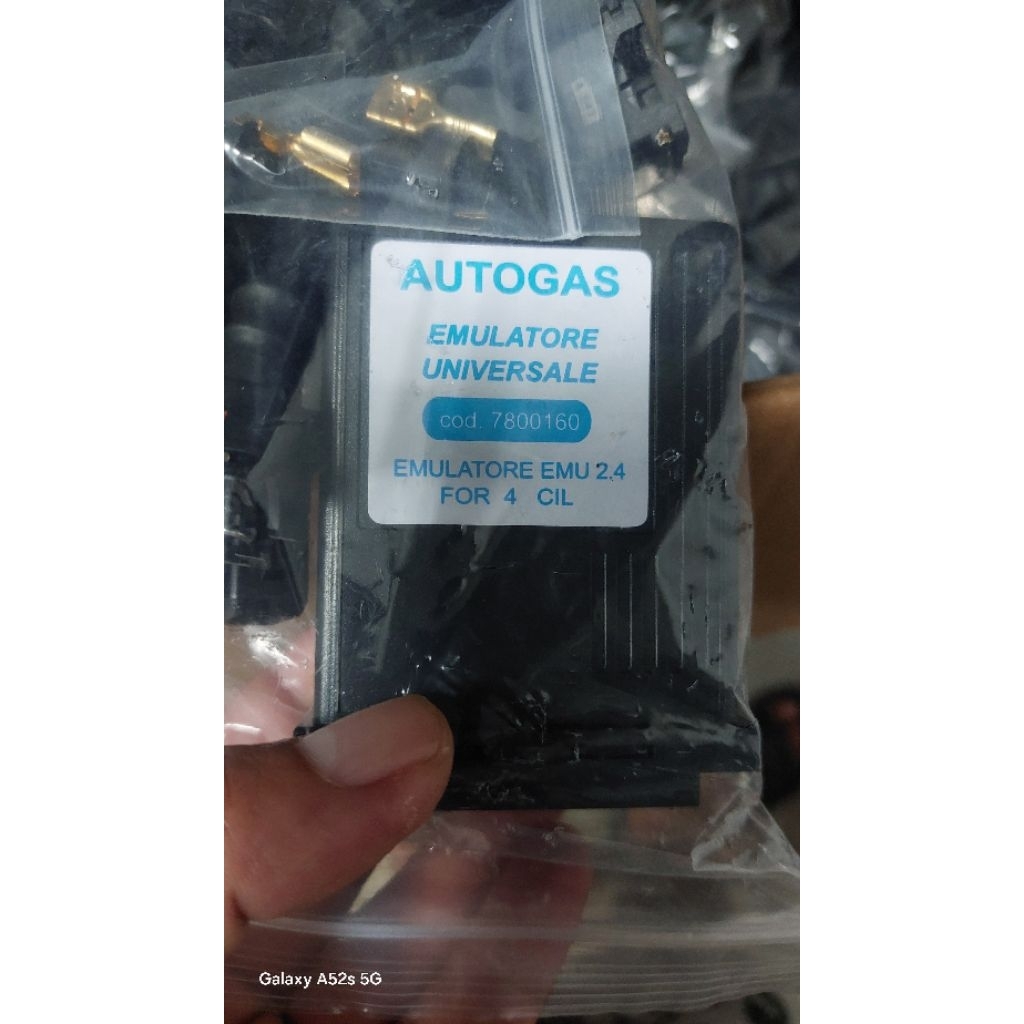 AUTOGAS
EMULATORE
UNIVERSALE
cod. 7800160
EMULATORE EMU 2.4
FOR 4 CIL
Galaxy A52s 5G